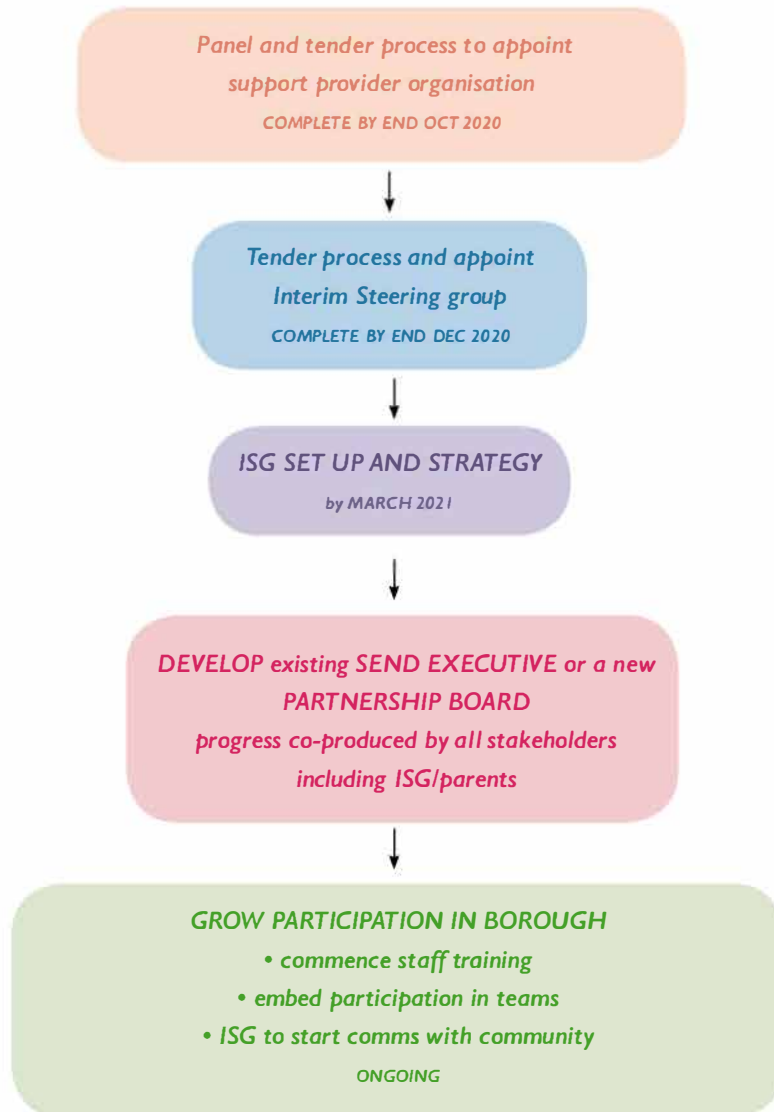 Panel and tender process to appoint
support provider organisation
COMPLETE BY END OCT 2020
Tender process and appoint
Interim Steering group
COMPLETE BY END DEC 2020
ISG SET UP AND STRATEGY
by MARCH 2021
DEVELOP existing SEND EXECUTIVE or a new
PARTNERSHIP BOARD
progress co-produced by all stakeholders
including ISG/parents
GROW PARTICIPATION IN BOROUGH
• commence staff training
• embed participation in teams
• ISG to start comms with community
ONGOING